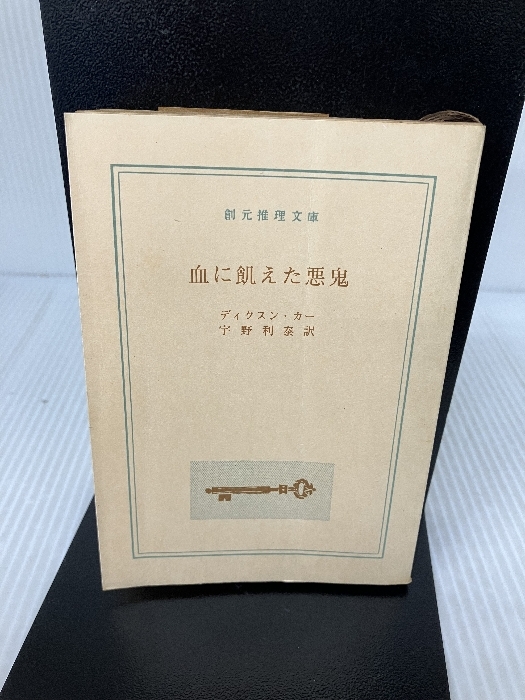 創元推理文庫
血に飢えた悪鬼
ディクスン・カー
宇野利泰訳